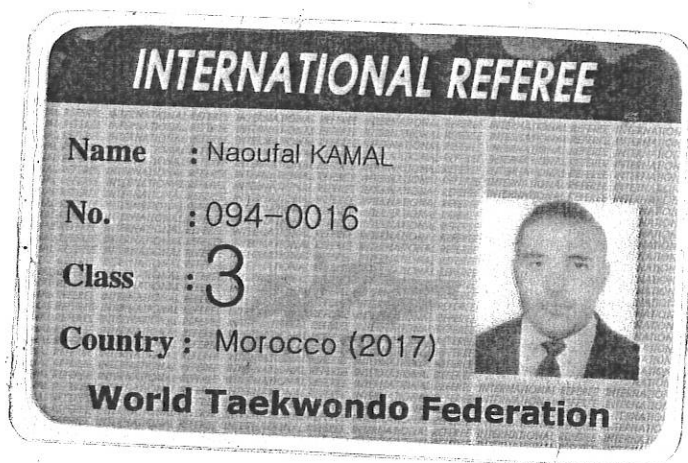 INTERNATIONAL REFEREE
Name : Naoufal KAMAL
No. : 094-0016
Class : 3
Country : Morocco (2017)
World Taekwondo Federation